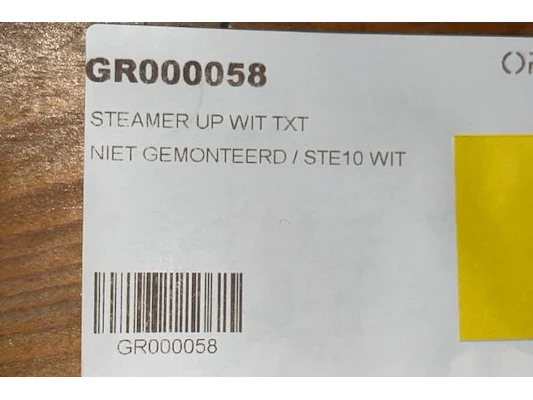 GR000058
STEAMER UP WIT TXT
NIET GEMONTEERD / STE10 WIT
GR000058